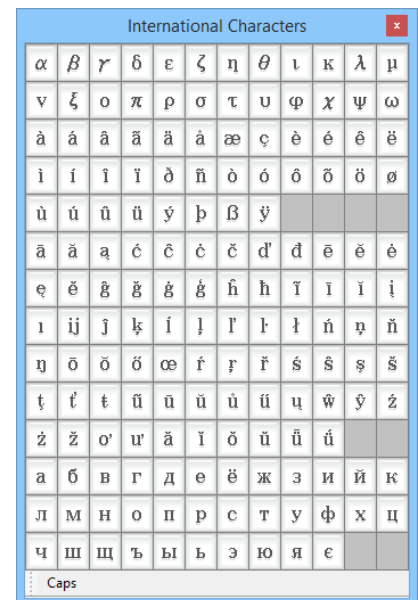 International Characters x
α β γ δ ε ζ η θ ι κ λ μ
ν ξ ο π ρ σ τ υ φ χ ψ ω
à á â ã ä å æ ç è é ê ë
ì í î ï ð ñ ò ó ô õ ö ø
ù ú û ü ý þ ß ÿ
ā ă ą ć ĉ ċ č ď đ ē ĕ ė
ę ě ĝ ğ ġ ģ ĥ ħ ĩ ī ĭ į
ı ij ĵ ķ ĺ ļ ľ ŀ ł ń ņ ň
ŋ ō ŏ ő œ ŕ ŗ ř ś ŝ ş š
ţ ť ŧ ũ ū ŭ ů ű ų ŵ ŷ ź
ż ž ơ ư ǎ ǐ ǒ ǔ ǖ ǘ
а б в г д е ё ж з и й к
л м н о п р с т у ф х ц
ч ш щ ъ ы ь э ю я є
Caps